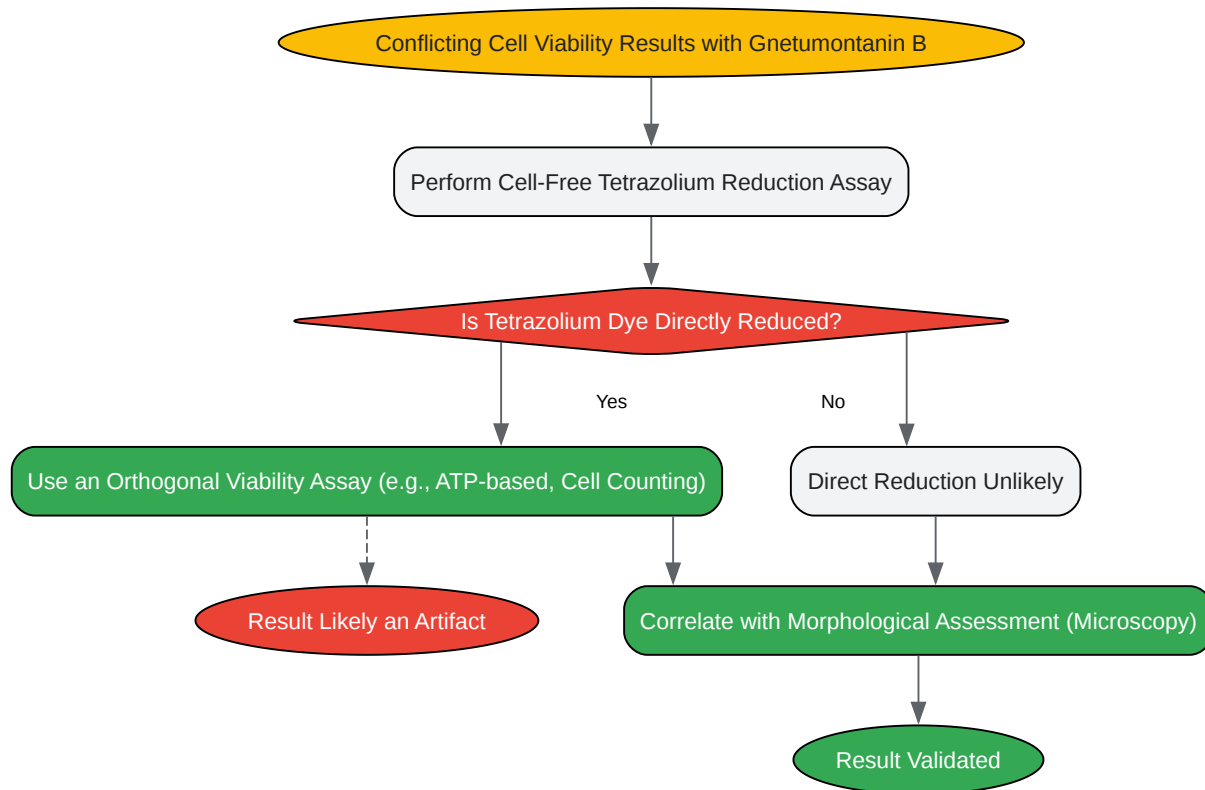 Conflicting Cell Viability Results with Gnetumontanin B
Perform Cell-Free Tetrazolium Reduction Assay
Is Tetrazolium Dye Directly Reduced?
Yes
No
Use an Orthogonal Viability Assay (e.g., ATP-based, Cell Counting)
Direct Reduction Unlikely
Result Likely an Artifact
Correlate with Morphological Assessment (Microscopy)
Result Validated